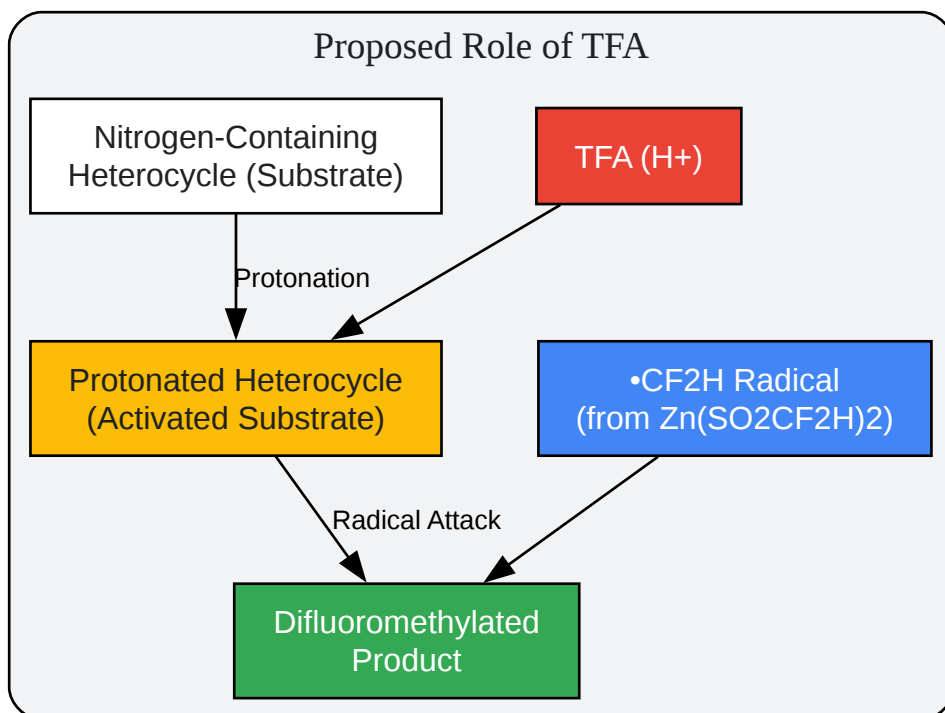 Proposed Role of TFA
Nitrogen-Containing
Heterocycle (Substrate)
TFA (H+)
Protonation
Protonated Heterocycle
(Activated Substrate)
•CF2H Radical
(from Zn(SO2CF2H)2)
Radical Attack
Difluoromethylated
Product